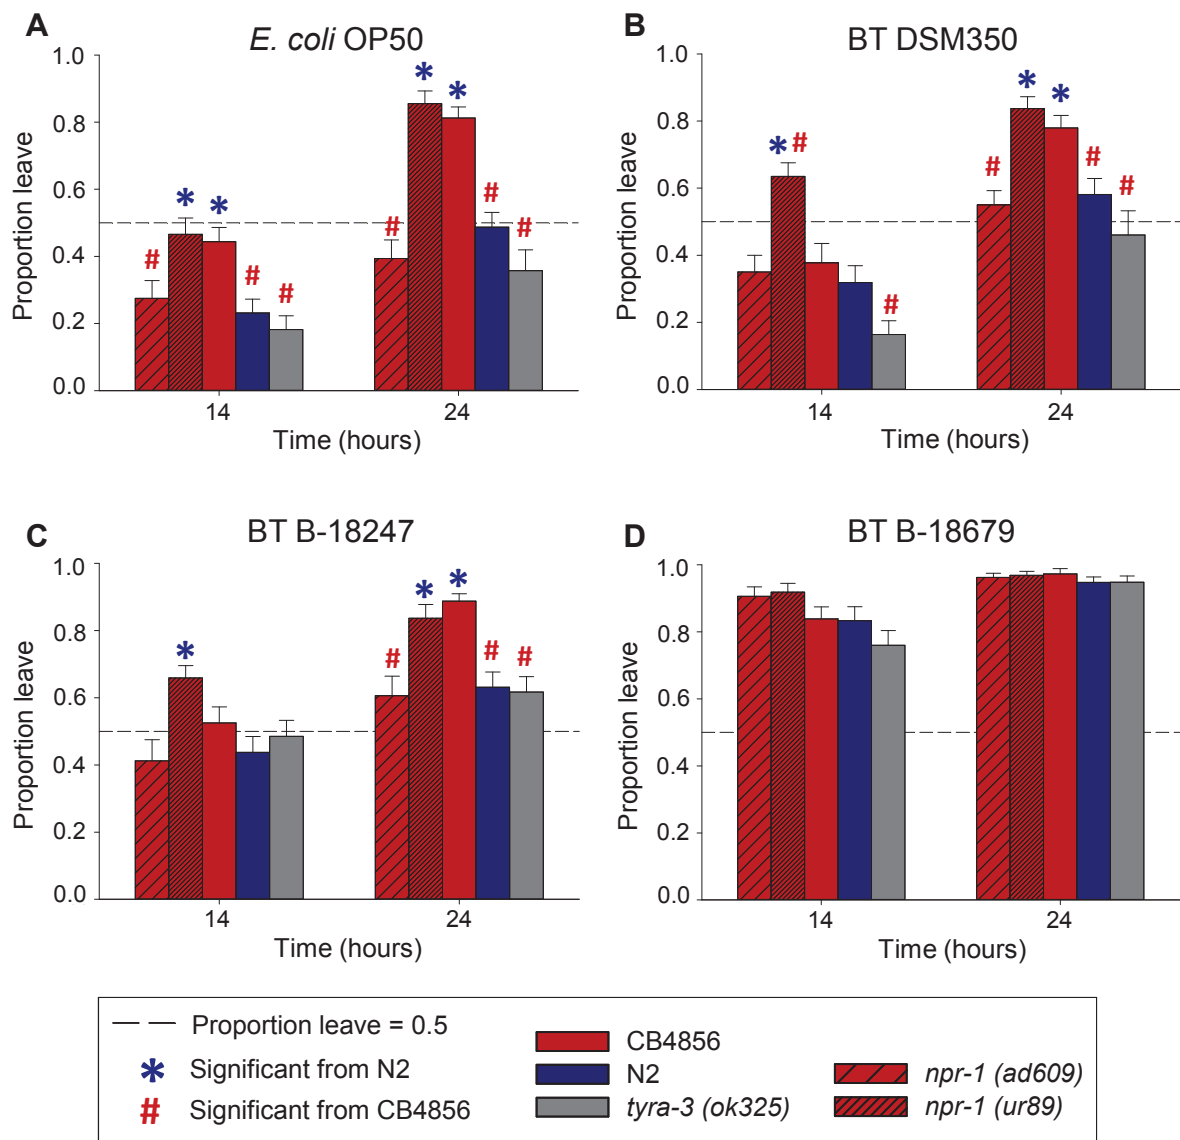 A
E. coli OP50
1.0
0.8
0.6
0.4
0.2
0.0
Proportion leave
* * * *
# # # # # #
14
24
Time (hours)
B
BT DSM350
1.0
0.8
0.6
0.4
0.2
0.0
Proportion leave
* # # # * * # #
14
24
Time (hours)
C
BT B-18247
1.0
0.8
0.6
0.4
0.2
0.0
Proportion leave
* # * * # #
14
24
Time (hours)
D
BT B-18679
1.0
0.8
0.6
0.4
0.2
0.0
Proportion leave
14
24
Time (hours)
Proportion leave = 0.5
* Significant from N2
# Significant from CB4856
CB4856
N2
tyra-3 (ok325)
npr-1 (ad609)
npr-1 (ur89)